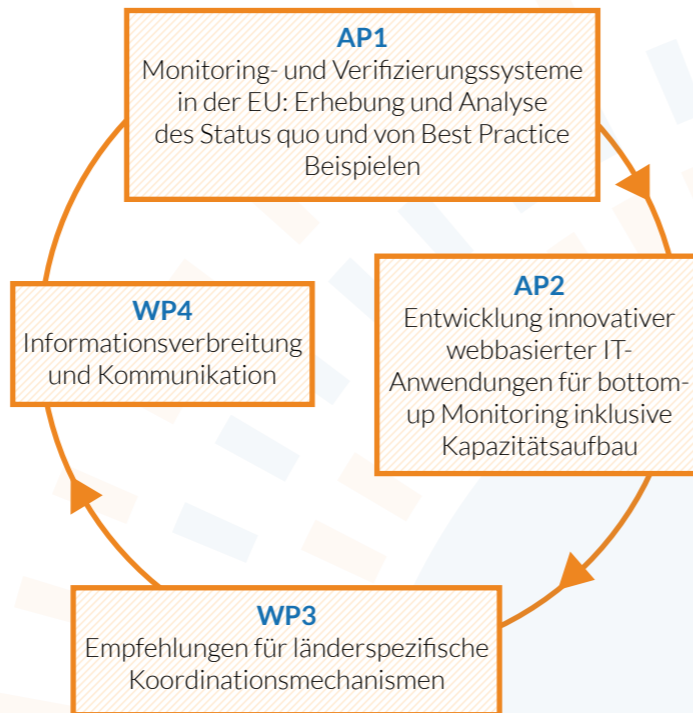 AP1
Monitoring- und Verifizierungssysteme
in der EU: Erhebung und Analyse
des Status quo und von Best Practice
Beispielen
AP2
Entwicklung innovativer
webbasierter IT-
Anwendungen für bottom-
up Monitoring inklusive
Kapazitätsaufbau
WP3
Empfehlungen für länderspezifische
Koordinationsmechanismen
WP4
Informationsverbreitung
und Kommunikation